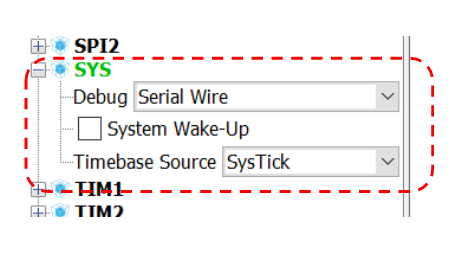 SPI2
SYS
Debug Serial Wire
System Wake-Up
Timebase Source SysTick
TIM1
TIM2